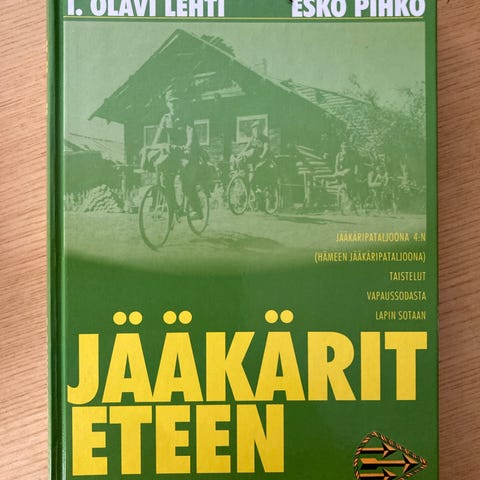 I. OLAVI LEHTI ESKO PIHKO
JÄÄKÄRIPATALJOONA 4:N
(HÄMEEN JÄÄKÄRIPATALJOONA)
TAISTELUT
VAPAUSSODASTA
LAPIN SOTAAN
JÄÄKÄRIT
ETEEN